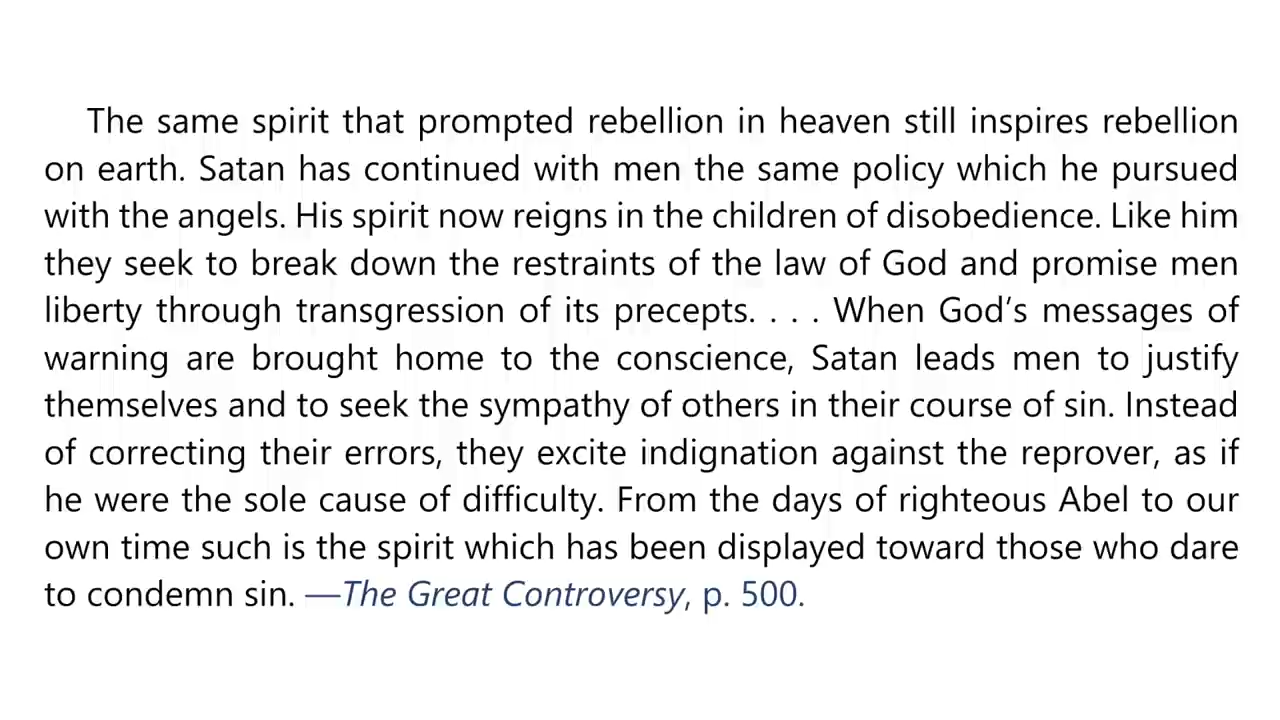 The same spirit that prompted rebellion in heaven still inspires rebellion
on earth. Satan has continued with men the same policy which he pursued
with the angels. His spirit now reigns in the children of disobedience. Like him
they seek to break down the restraints of the law of God and promise men
liberty through transgression of its precepts. . . . When God’s messages of
warning are brought home to the conscience, Satan leads men to justify
themselves and to seek the sympathy of others in their course of sin. Instead
of correcting their errors, they excite indignation against the reprover, as if
he were the sole cause of difficulty. From the days of righteous Abel to our
own time such is the spirit which has been displayed toward those who dare
to condemn sin. —The Great Controversy, p. 500.